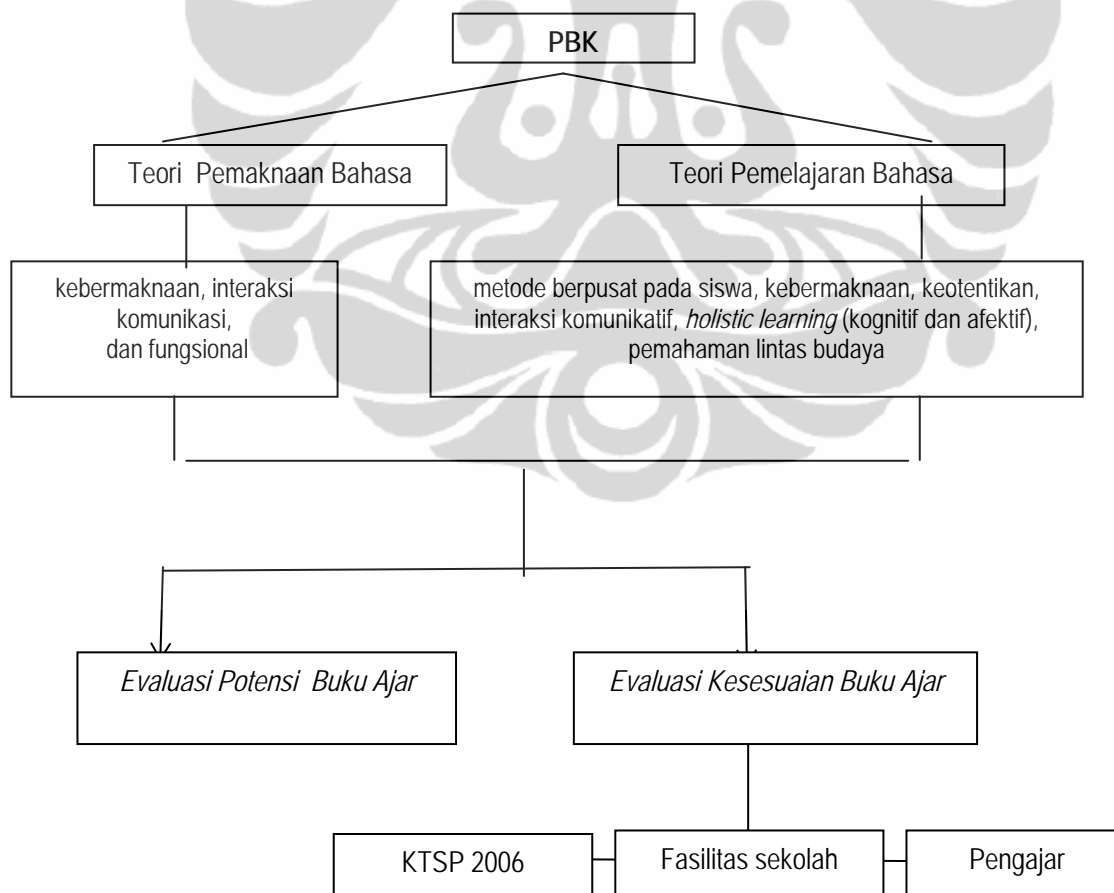 PBK
Teori Pemaknaan Bahasa
Teori Pemelajaran Bahasa
kebermaknaan, interaksi
komunikasi,
dan fungsional
metode berpusat pada siswa, kebermaknaan, keotentikan,
interaksi komunikatif, holistic learning (kognitif dan afektif),
pemahaman lintas budaya
Evaluasi Potensi Buku Ajar
Evaluasi Kesesuaian Buku Ajar
KTSP 2006
Fasilitas sekolah
Pengajar